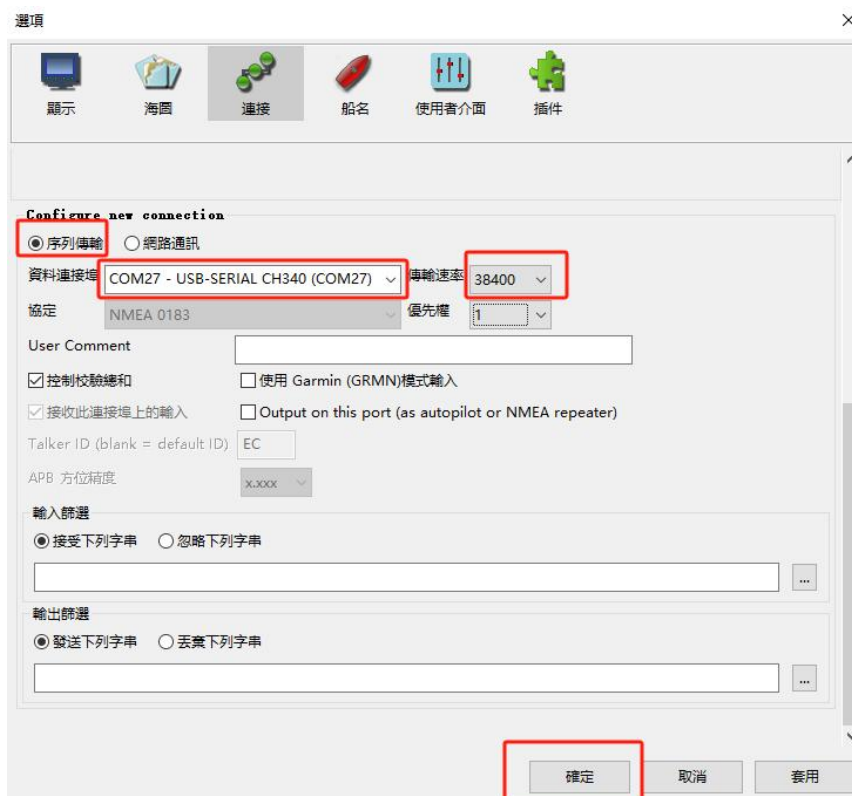 選項
顯示 海圖 連接 船名 使用者介面 插件
Configure new connection
序列傳輸 網路通訊
資料連接埠 COM27 - USB-SERIAL CH340 (COM27) 傳輸速率 38400
協定 NMEA 0183 優先權 1
User Comment
控制校驗總和 使用 Garmin (GRMN)模式輸入
接收此連接埠上的輸入 Output on this port (as autopilot or NMEA repeater)
Talker ID (blank = default ID) EC
APB 方位精度 x.xxx
輸入篩選
接受下列字串 忽略下列字串
...
輸出篩選
發送下列字串 丟棄下列字串
...
確定 取消 套用